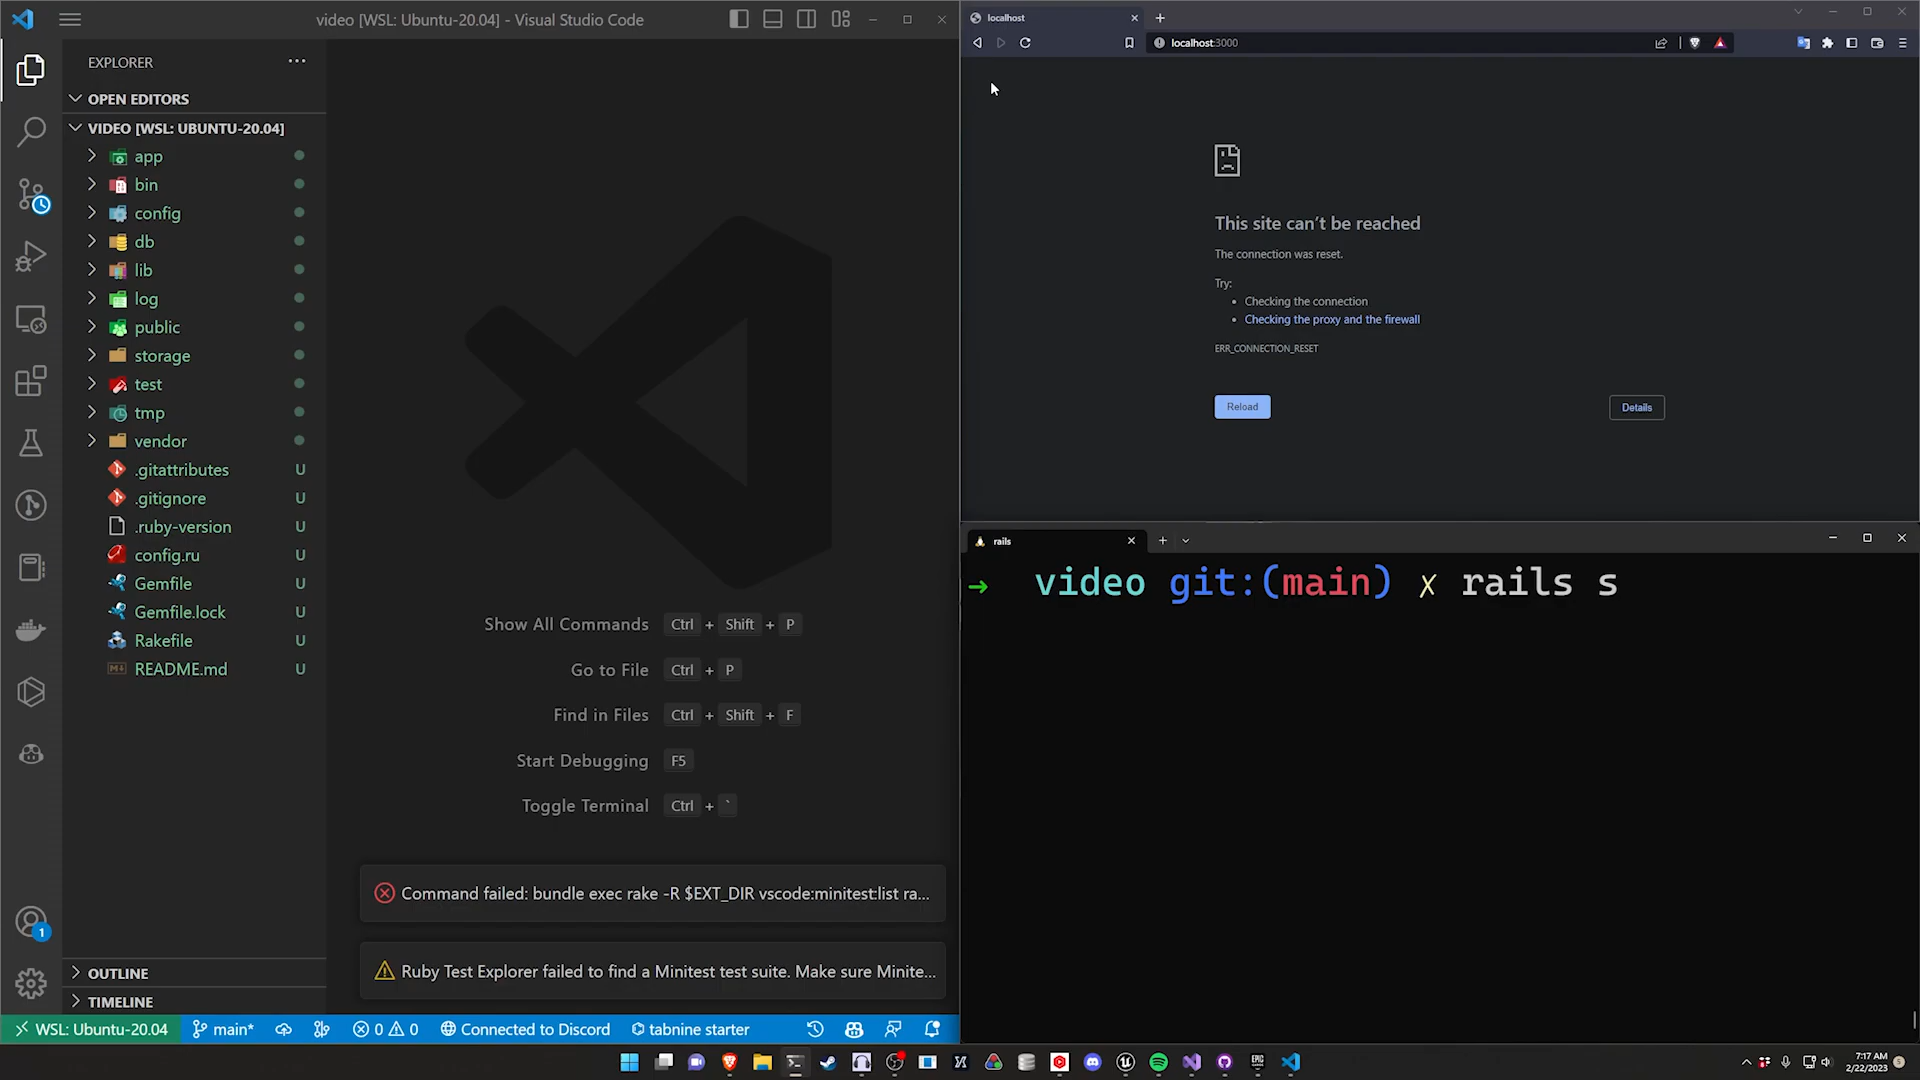 video [WSL: Ubuntu-20.04] - Visual Studio Code
EXPLORER
OPEN EDITORS
VIDEO [WSL: UBUNTU-20.04]
app
bin
config
db
lib
log
public
storage
test
tmp
vendor
.gitattributes U
.gitignore U
.ruby-version U
config.ru U
Gemfile U
Gemfile.lock U
Rakefile U
README.md U
OUTLINE
TIMELINE
Show All Commands Ctrl + Shift + P
Go to File Ctrl + P
Find in Files Ctrl + Shift + F
Start Debugging F5
Toggle Terminal Ctrl + `
Command failed: bundle exec rake -R $EXT_DIR vscode:minitest:list ra...
Ruby Test Explorer failed to find a Minitest test suite. Make sure Minite...
1
WSL: Ubuntu-20.04 main* 0 0 Connected to Discord tabnine starter
localhost
localhost:3000
This site can't be reached
The connection was reset.
Try:
• Checking the connection
• Checking the proxy and the firewall
ERR_CONNECTION_RESET
Reload
Details
rails
→ video git:(main) ✗ rails s
7:17 AM
2/22/2023